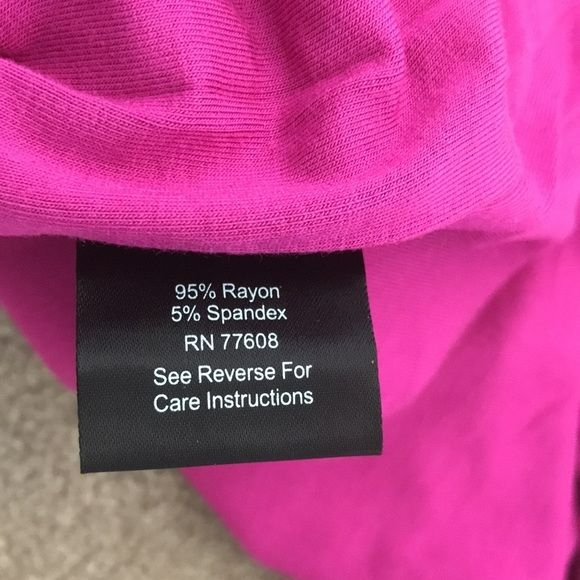 95% Rayon
5% Spandex
RN 77608
See Reverse For
Care Instructions